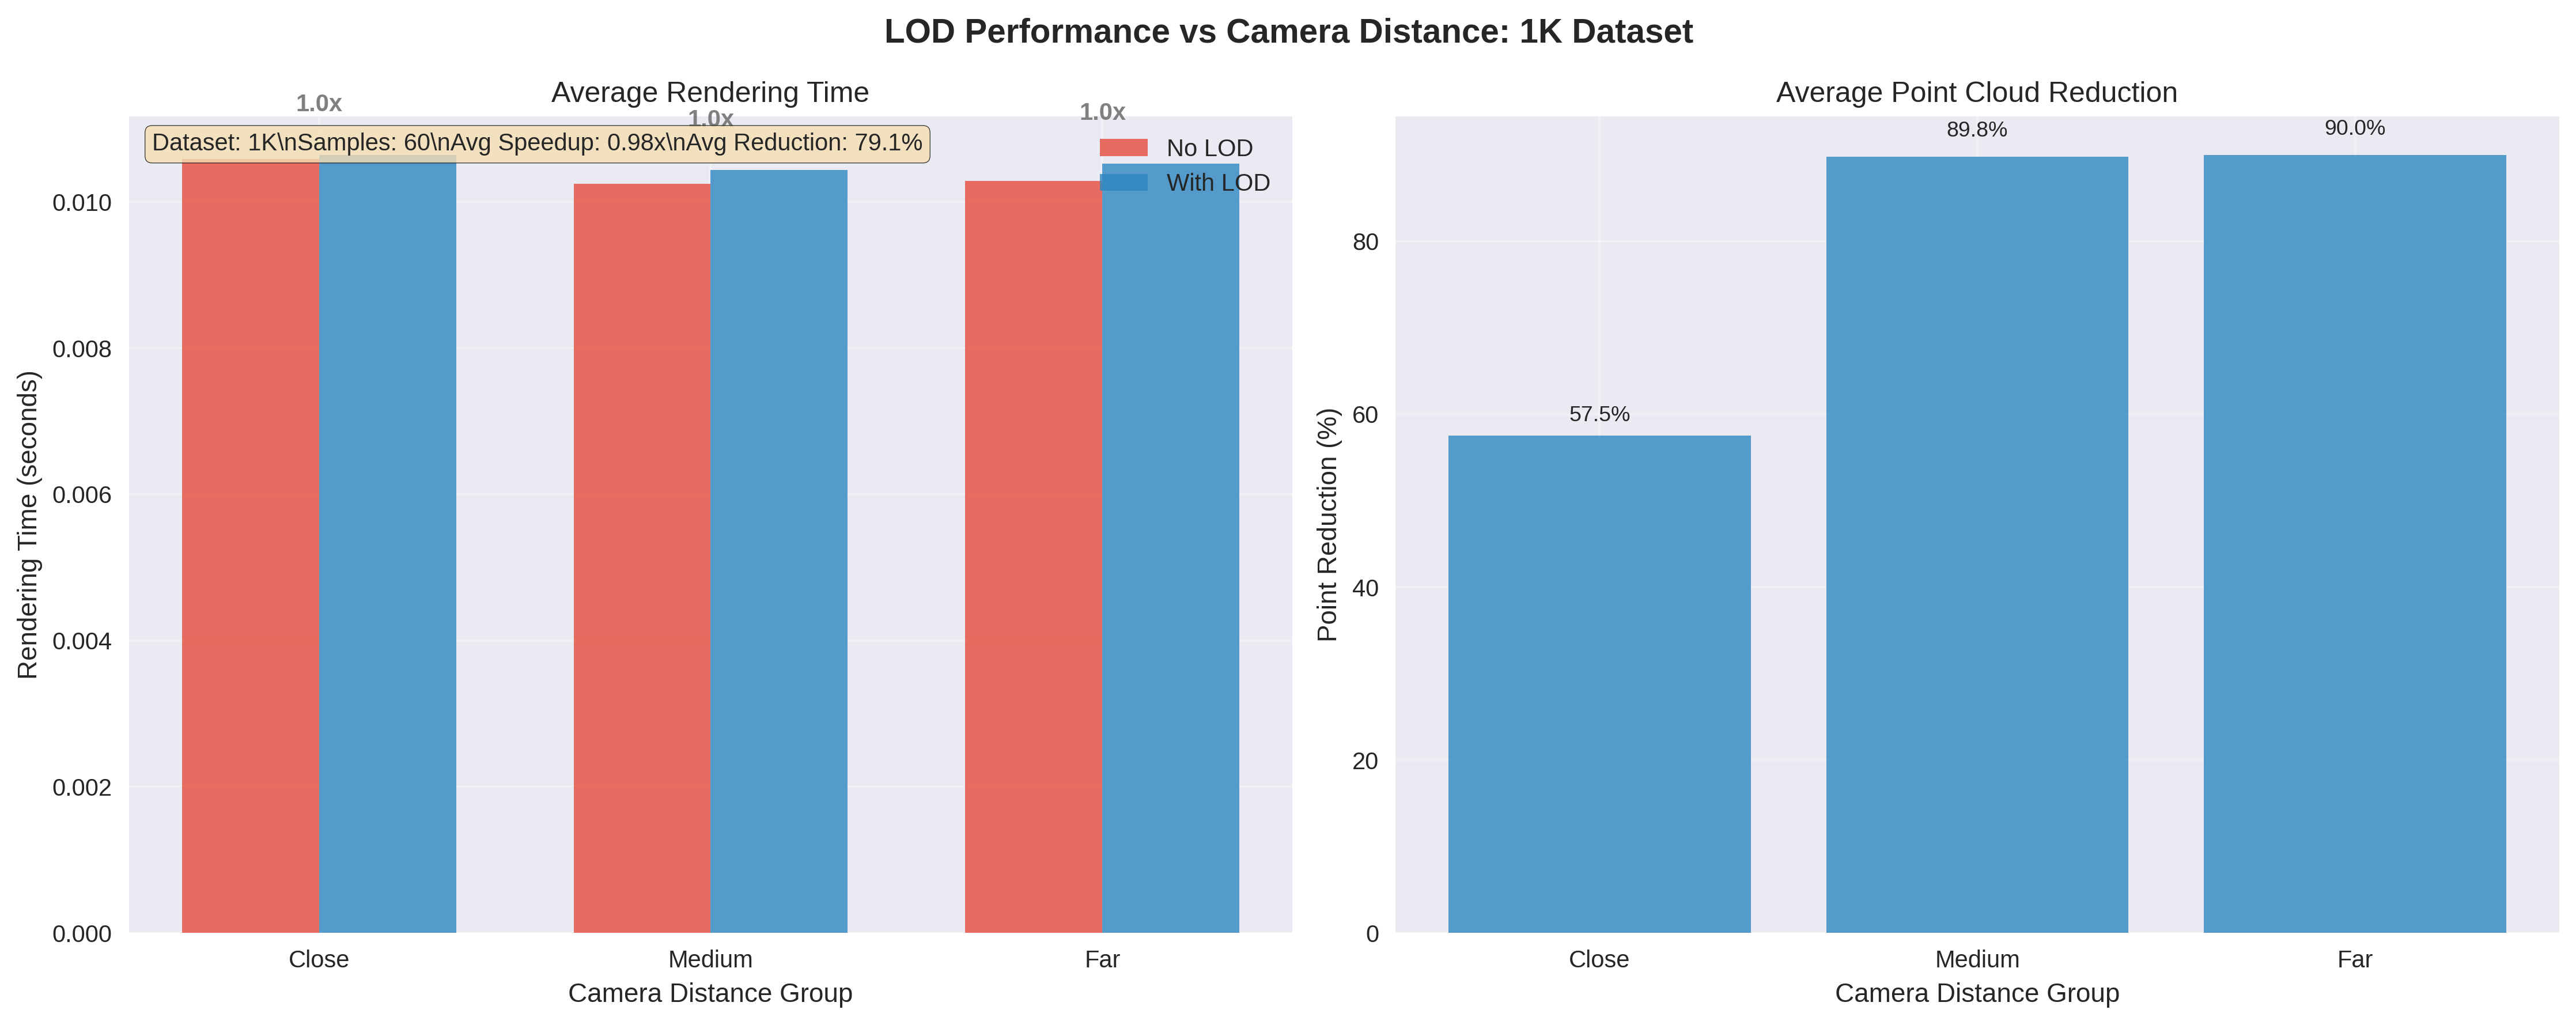 LOD Performance vs Camera Distance: 1K Dataset
Average Rendering Time
1.0x
1.0x
1.0x
Dataset: 1K\nSamples: 60\nAvg Speedup: 0.98x\nAvg Reduction: 79.1%
No LOD
With LOD
Rendering Time (seconds)
0.010
0.008
0.006
0.004
0.002
0.000
Close
Medium
Far
Camera Distance Group
Average Point Cloud Reduction
57.5%
89.8%
90.0%
Point Reduction (%)
80
60
40
20
0
Close
Medium
Far
Camera Distance Group